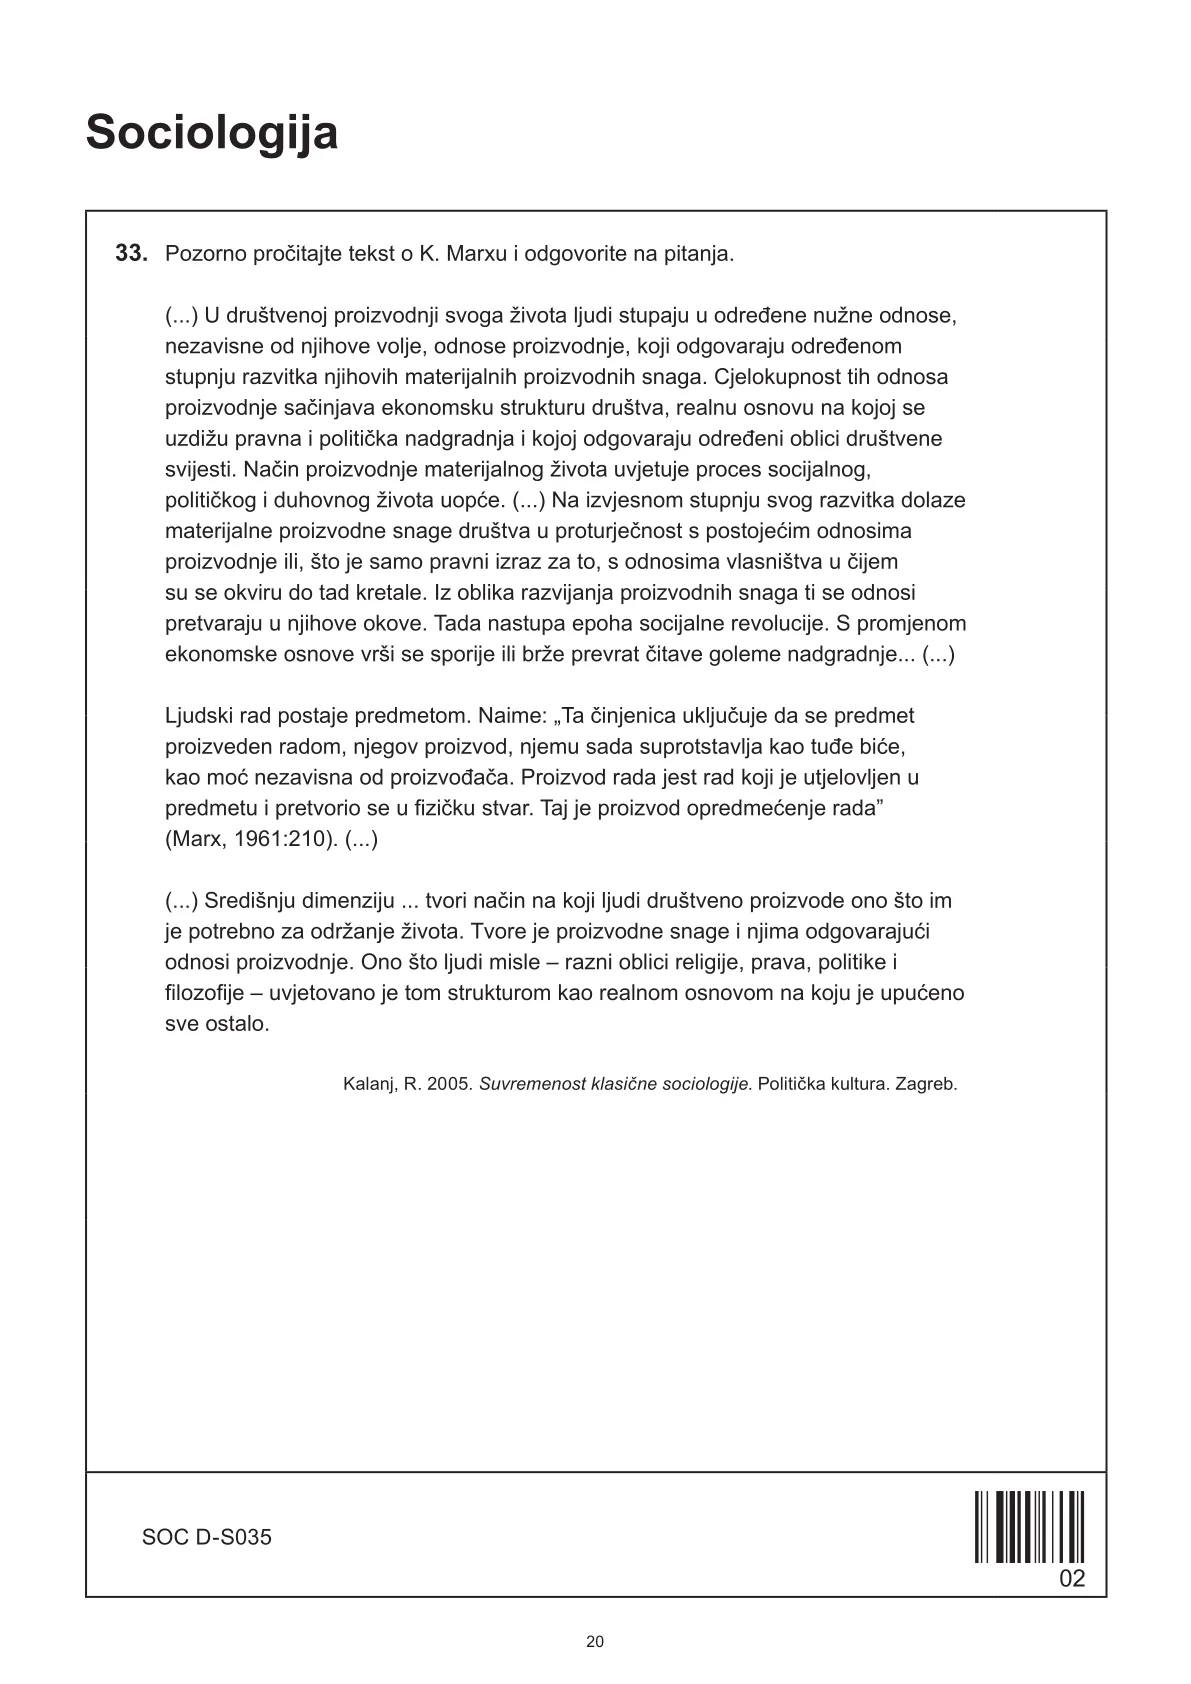 Sociologija
33. Pozorno pročitajte tekst o K. Marxu i odgovorite na pitanja.
(...) U društvenoj proizvodnji svoga života ljudi stupaju u određene nužne odnose,
nezavisne od njihove volje, odnose proizvodnje, koji odgovaraju određenom
stupnju razvitka njihovih materijalnih proizvodnih snaga. Cjelokupnost tih odnosa
proizvodnje sačinjava ekonomsku strukturu društva, realnu osnovu na kojoj se
uzdižu pravna i politička nadgradnja i kojoj odgovaraju određeni oblici društvene
svijesti. Način proizvodnje materijalnog života uvjetuje proces socijalnog,
političkog i duhovnog života uopće. (...) Na izvjesnom stupnju svog razvitka dolaze
materijalne proizvodne snage društva u proturječnost s postojećim odnosima
proizvodnje ili, što je samo pravni izraz za to, s odnosima vlasništva u čijem
su se okviru do tad kretale. Iz oblika razvijanja proizvodnih snaga ti se odnosi
pretvaraju u njihove okove. Tada nastupa epoha socijalne revolucije. S promjenom
ekonomske osnove vrši se sporije ili brže prevrat čitave goleme nadgradnje... (...)
Ljudski rad postaje predmetom. Naime: „Ta činjenica uključuje da se predmet
proizveden radom, njegov proizvod, njemu sada suprotstavlja kao tuđe biće,
kao moć nezavisna od proizvođača. Proizvod rada jest rad koji je utjelovljen u
predmetu i pretvorio se u fizičku stvar. Taj je proizvod opredmećenje rada”
(Marx, 1961:210). (...)
(...) Središnju dimenziju ... tvori način na koji ljudi društveno proizvode ono što im
je potrebno za održanje života. Tvore je proizvodne snage i njima odgovarajući
odnosi proizvodnje. Ono što ljudi misle – razni oblici religije, prava, politike i
filozofije – uvjetovano je tom strukturom kao realnom osnovom na koju je upućeno
sve ostalo.
Kalanj, R. 2005. Suvremenost klasične sociologije. Politička kultura. Zagreb.
SOC D-S035
02
20